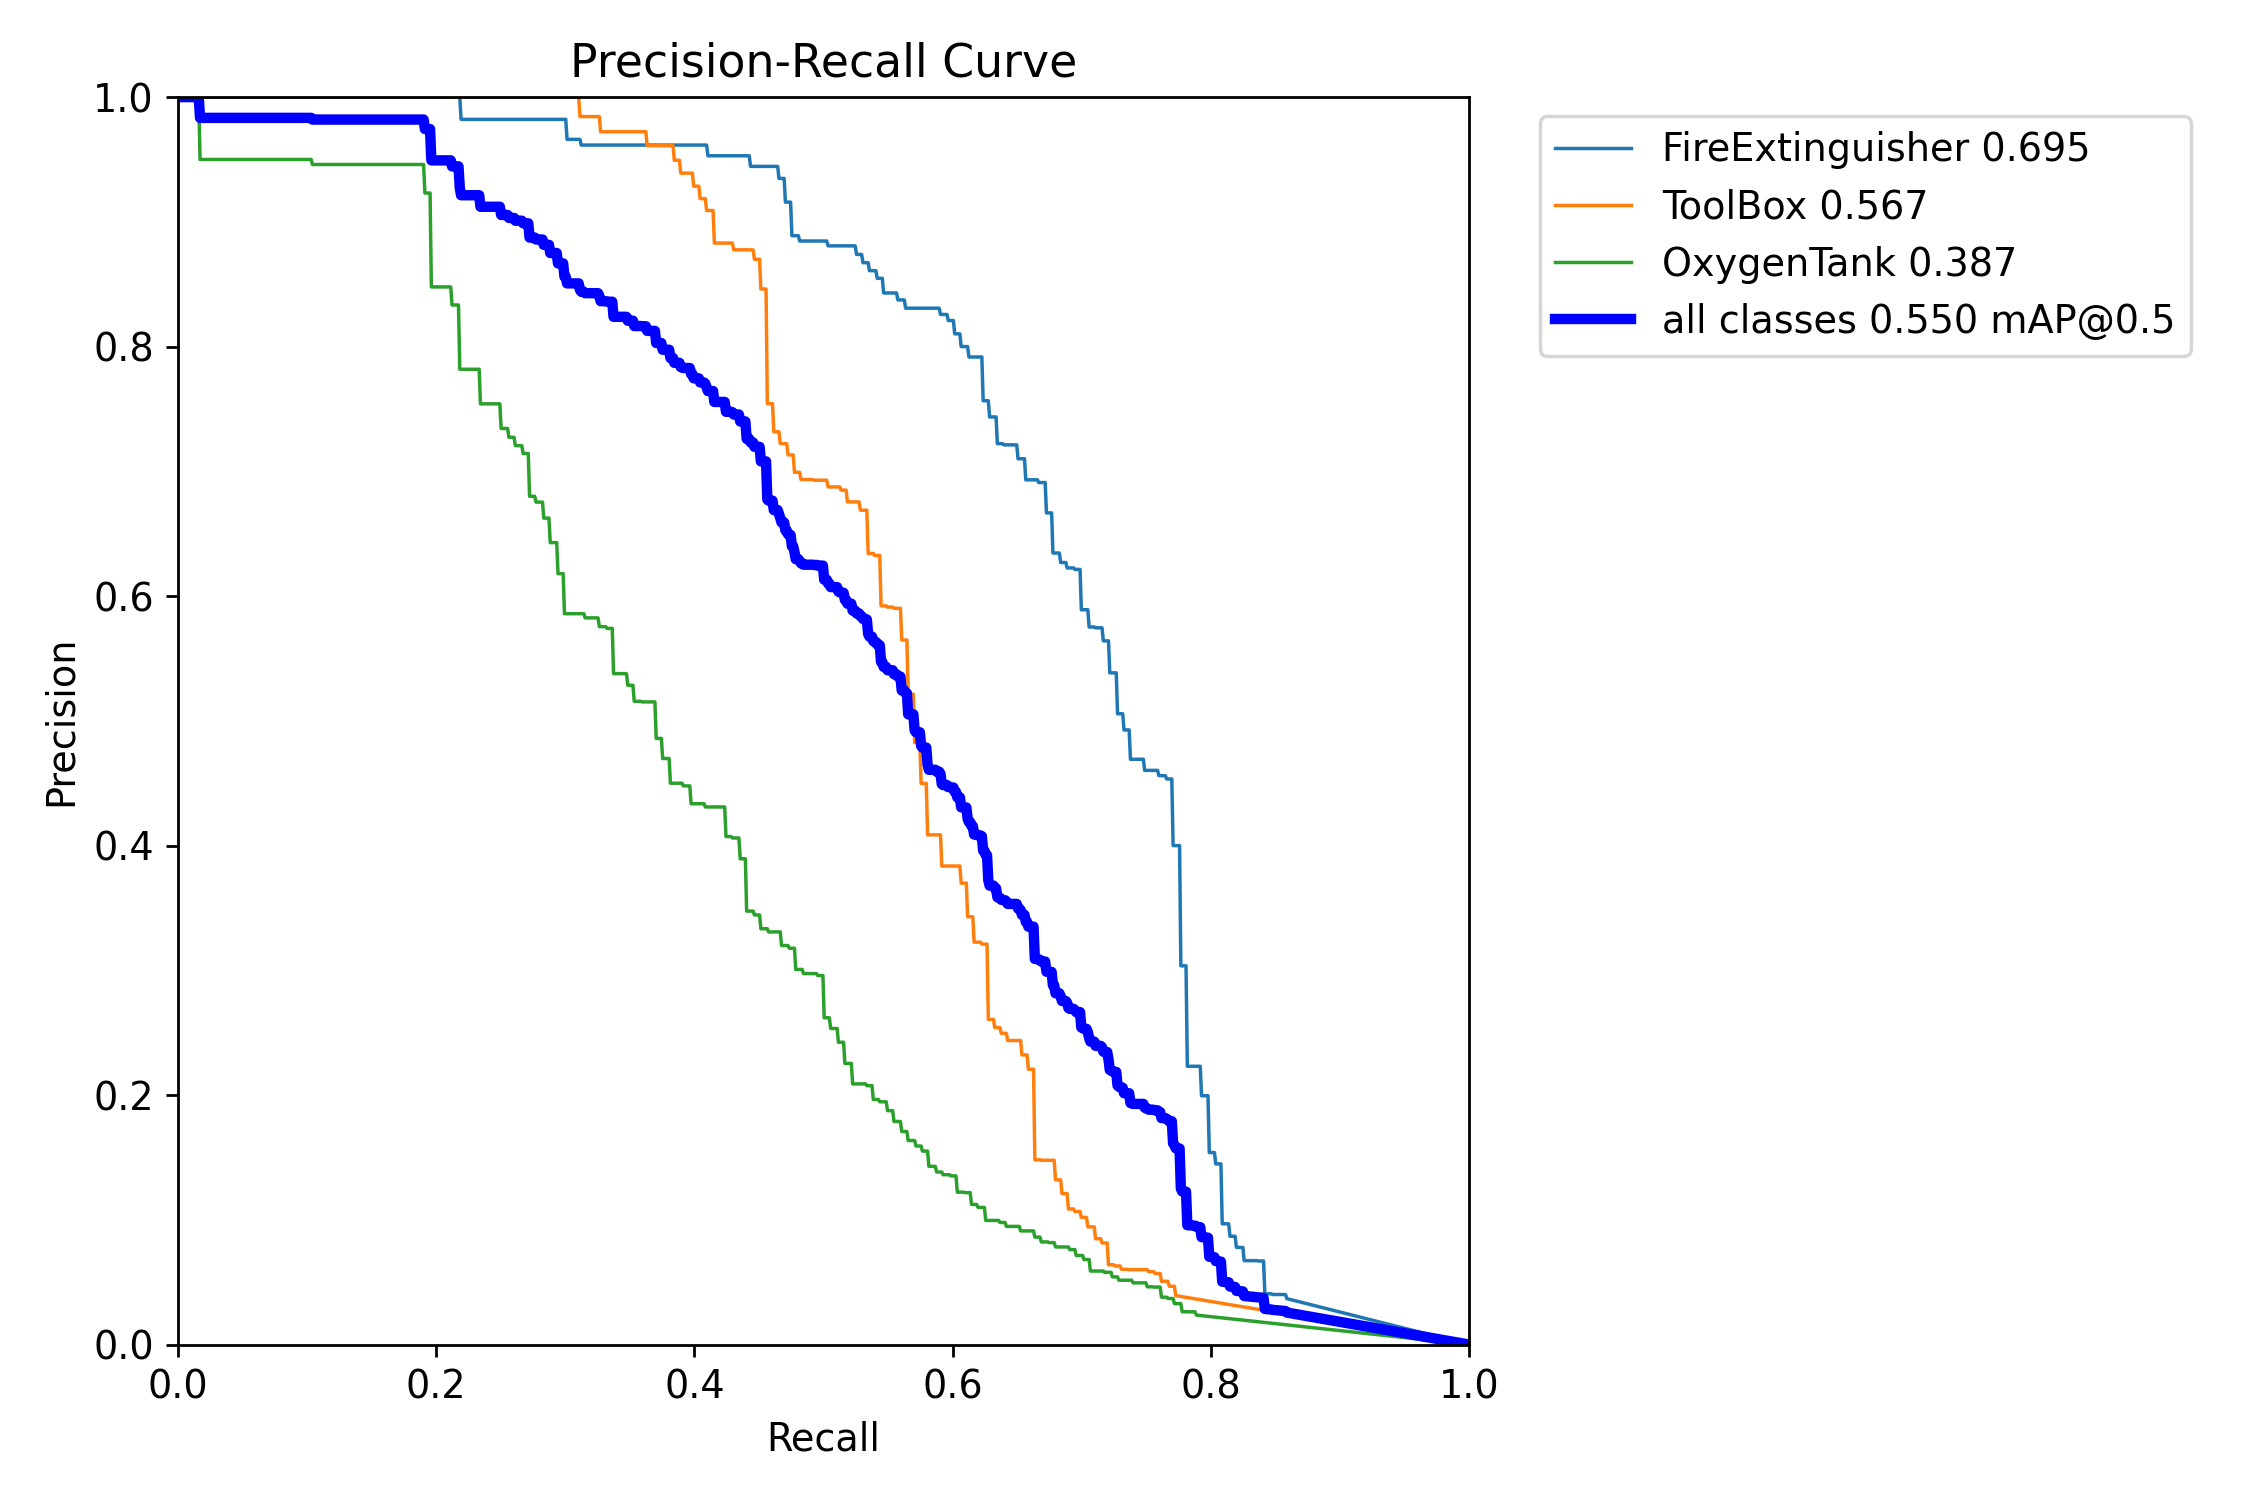 Precision-Recall Curve
1.0
0.8
0.6
0.4
0.2
0.0
Precision
0.0 0.2 0.4 0.6 0.8 1.0
Recall
FireExtinguisher 0.695
ToolBox 0.567
OxygenTank 0.387
all classes 0.550 mAP@0.5